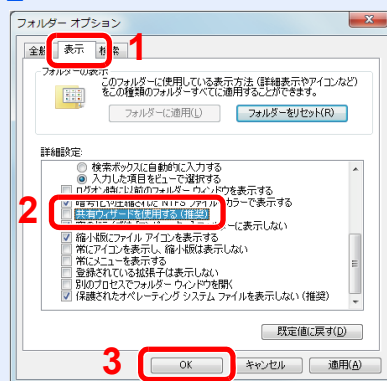 フォルダー オプション
全般 表示 検索
1
フォルダーの表示
このフォルダーに使用している表示方法(詳細表示やアイコンなど)
をこの種類のフォルダーすべてに適用することができます。
フォルダーに適用(L)
フォルダーをリセット(R)
詳細設定:
検索ボックスに自動的に入力する
入力した項目をビューで選択する
ログオン時に以前のフォルダー ウィンドウを表示する
暗号化や圧縮された NTFS ファイル カラーで表示する
2
共有ウィザードを使用する (推奨)
に表示しない
縮小版にファイル アイコンを表示する
常にアイコンを表示し、縮小版は表示しない
常にメニューを表示する
登録されている拡張子は表示しない
別のプロセスでフォルダー ウィンドウを開く
保護されたオペレーティング システム ファイルを表示しない (推奨)
既定値に戻す(D)
3
OK
キャンセル
適用(A)